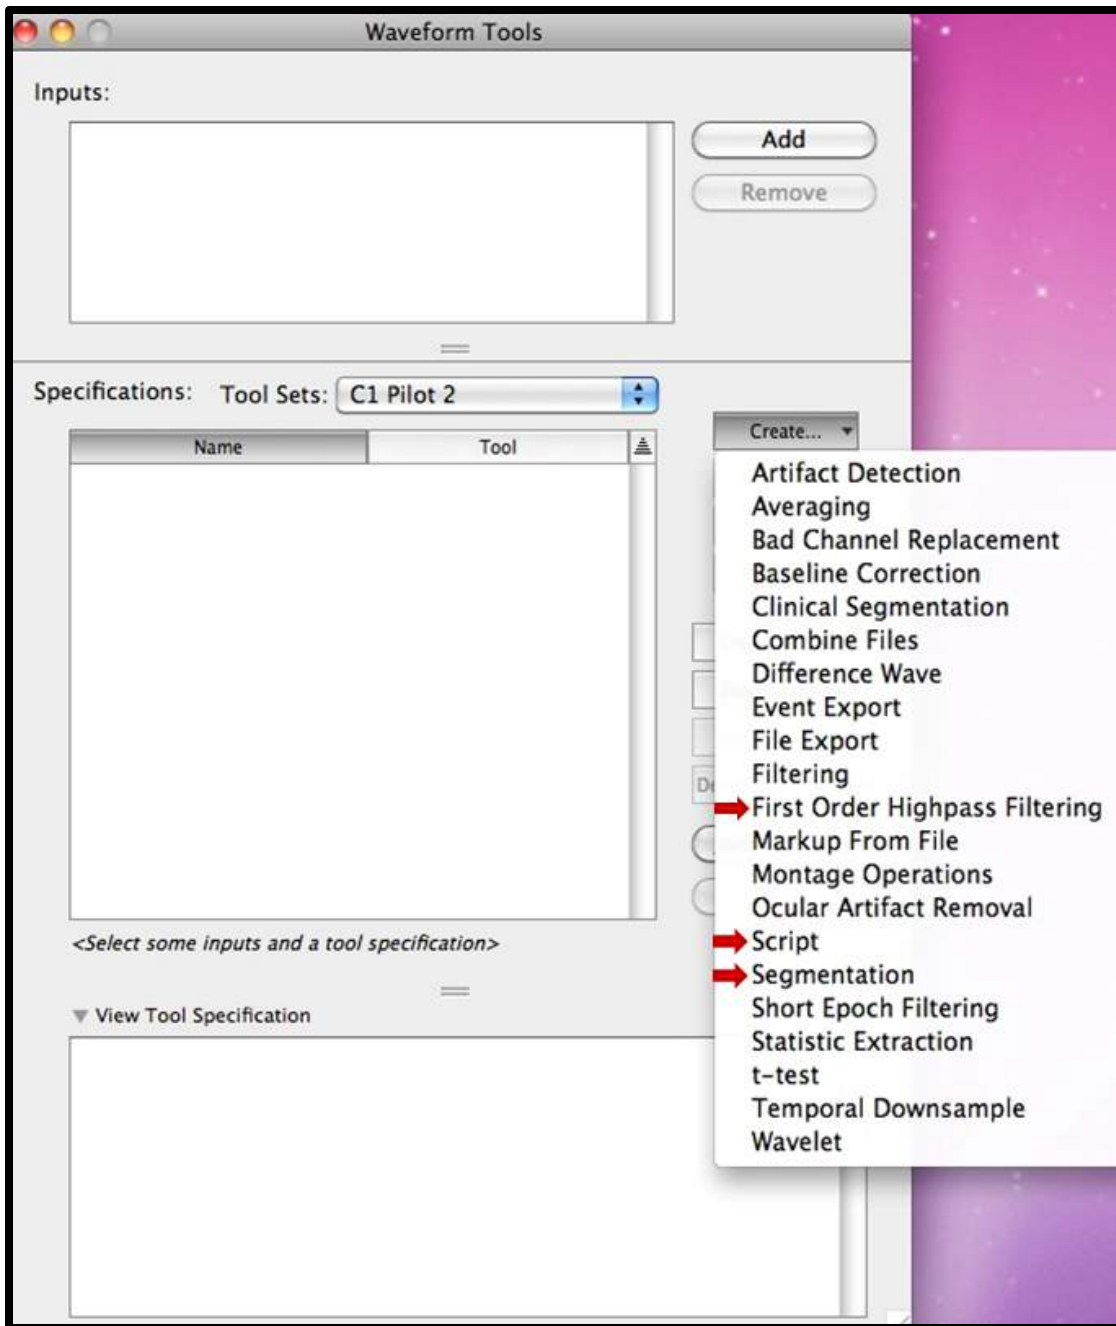 Waveform Tools
Inputs:
Add
Remove
Specifications: Tool Sets: C1 Pilot 2
Create...
Name Tool
Artifact Detection
Averaging
Bad Channel Replacement
Baseline Correction
Clinical Segmentation
Combine Files
Difference Wave
Event Export
File Export
Filtering
First Order Highpass Filtering
Markup From File
Montage Operations
Ocular Artifact Removal
Script
Segmentation
Short Epoch Filtering
Statistic Extraction
t-test
Temporal Downsample
Wavelet
<Select some inputs and a tool specification>
View Tool Specification